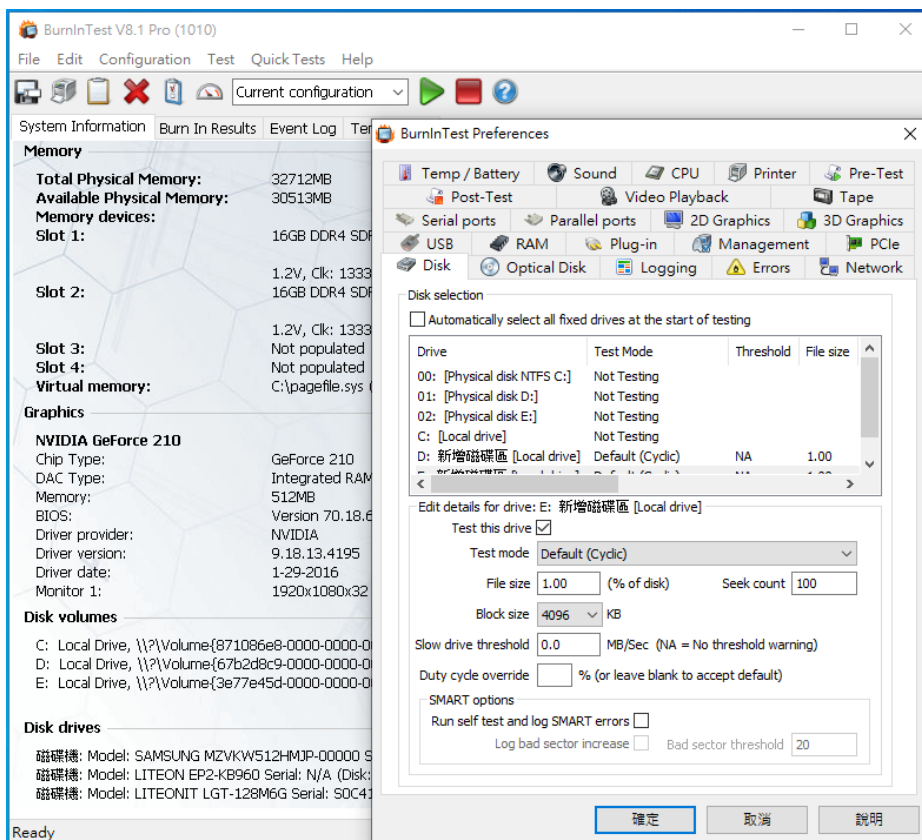 BurnInTest V8.1 Pro (1010)
File Edit Configuration Test Quick Tests Help
Current configuration
System Information Burn In Results Event Log
Memory
Total Physical Memory: 32712MB
Available Physical Memory: 30513MB
Memory devices:
Slot 1: 16GB DDR4
1.2V, Clk: 1333
Slot 2: 16GB DDR4
1.2V, Clk: 1333
Slot 3: Not populated
Slot 4: Not populated
Virtual memory: C:\pagefile.sys
Graphics
NVIDIA GeForce 210
Chip Type: GeForce 210
DAC Type: Integrated RAM
Memory: 512MB
BIOS: Version 70.18.6
Driver provider: NVIDIA
Driver version: 9.18.13.4195
Driver date: 1-29-2016
Monitor 1: 1920x1080x32
Disk volumes
C: Local Drive, \\?\Volume{871086e8-0000-0000-0
D: Local Drive, \\?\Volume{67b2d8c9-0000-0000-0
E: Local Drive, \\?\Volume{3e77e45d-0000-0000-0
Disk drives
磁碟機: Model: SAMSUNG MZVKW512HMJP-00000 S
磁碟機: Model: LITEON EP2-KB960 Serial: N/A (Disk:
磁碟機: Model: LITEONIT LGT-128M6G Serial: S0C41
Ready
BurnInTest Preferences
Temp / Battery Sound CPU Printer Pre-Test
Post-Test Video Playback Tape
Serial ports Parallel ports 2D Graphics 3D Graphics
USB RAM Plug-in Management PCIe
Disk Optical Disk Logging Errors Network
Disk selection
Automatically select all fixed drives at the start of testing
Drive Test Mode Threshold File size
00: [Physical disk NTFS C:] Not Testing
01: [Physical disk D:] Not Testing
02: [Physical disk E:] Not Testing
C: [Local drive] Not Testing
D: 新增磁碟區 [Local drive] Default (Cyclic) NA 1.00
Edit details for drive: E: 新增磁碟區 [Local drive]
Test this drive
Test mode Default (Cyclic)
File size 1.00 (% of disk) Seek count 100
Block size 4096 KB
Slow drive threshold 0.0 MB/Sec (NA = No threshold warning)
Duty cycle override % (or leave blank to accept default)
SMART options
Run self test and log SMART errors
Log bad sector increase Bad sector threshold 20
確定 取消 說明